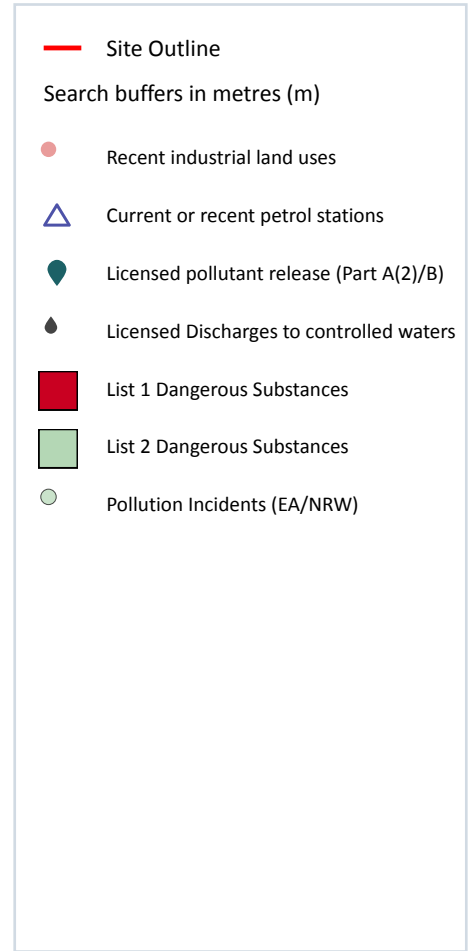 Site Outline
Search buffers in metres (m)
Recent industrial land uses
Current or recent petrol stations
Licensed pollutant release (Part A(2)/B)
Licensed Discharges to controlled waters
List 1 Dangerous Substances
List 2 Dangerous Substances
Pollution Incidents (EA/NRW)